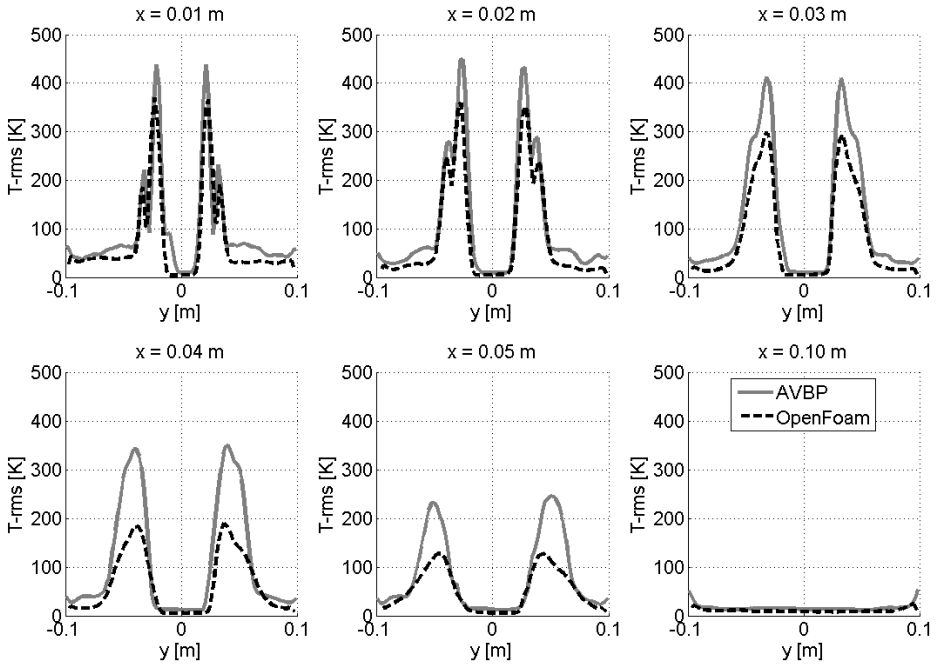 x = 0.01 m
500
400
300
200
100
0
T-rms [K]
-0.1
0
0.1
y [m]
x = 0.02 m
500
400
300
200
100
0
T-rms [K]
-0.1
0
0.1
y [m]
x = 0.03 m
500
400
300
200
100
0
T-rms [K]
-0.1
0
0.1
y [m]
x = 0.04 m
500
400
300
200
100
0
T-rms [K]
-0.1
0
0.1
y [m]
x = 0.05 m
500
400
300
200
100
0
T-rms [K]
-0.1
0
0.1
y [m]
x = 0.10 m
500
400
300
200
100
0
T-rms [K]
AVBP
OpenFoam
-0.1
0
0.1
y [m]